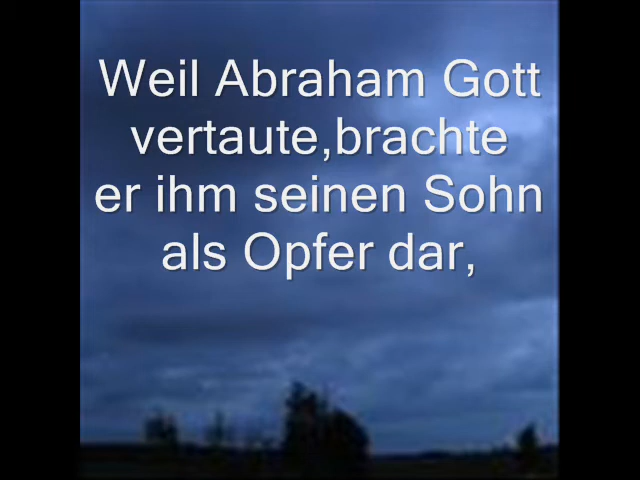 Weil Abraham Gott
vertaute,brachte
er ihm seinen Sohn
als Opfer dar,